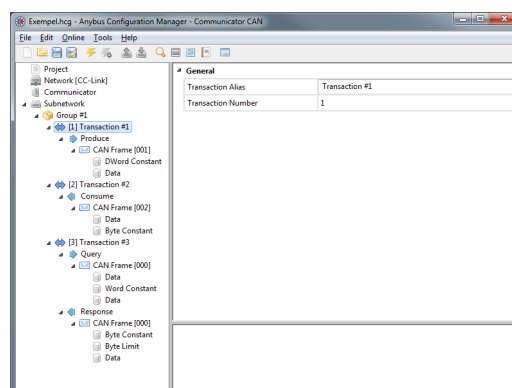 Exempel.hcg - Anybus Configuration Manager - Communicator CAN
File Edit Online Tools Help
Project
Network [CC-Link]
Communicator
Subnetwork
Group #1
[1] Transaction #1
Produce
CAN Frame [001]
DWord Constant
Data
[2] Transaction #2
Consume
CAN Frame [002]
Data
Byte Constant
[3] Transaction #3
Query
CAN Frame [000]
Data
Word Constant
Data
Response
CAN Frame [000]
Byte Constant
Byte Limit
Data
General
Transaction Alias Transaction #1
Transaction Number 1